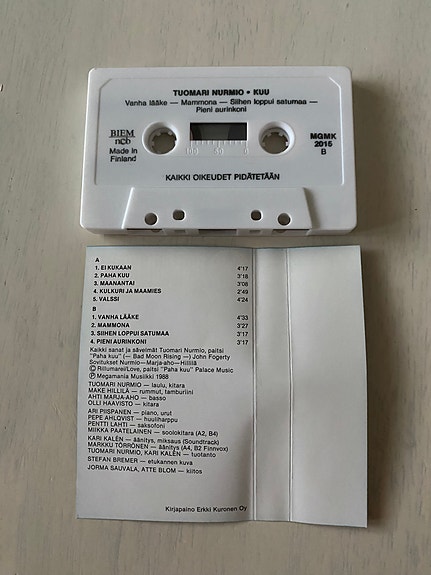 TUOMARI NURMIO • KUU
Vanha lääke — Mammona — Siihen loppui satumaa —
Pieni aurinkoni
BIEM
ncb
Made in
Finland
MGMK
2015
B
100 50 0
KAIKKI OIKEUDET PIDÄTETÄÄN
A
1. EI KUKAAN 4'17
2. PAHA KUU 3'18
3. MAANANTAI 3'08
4. KULKURI JA MAAMIES 2'49
5. VALSSI 4'24
B
1. VANHA LÄÄKE 4'33
2. MAMMONA 3'27
3. SIIHEN LOPPUI SATUMAA 3'17
4. PIENI AURINKONI 3'17
Kaikki sanat ja sävelmät Tuomari Nurmio, paitsi
"Paha kuu" (— Bad Moon Rising —) John Fogerty
Sovitukset Nurmio—Marja-aho—Hillilä
© Rillumarei/Love, paitsi "Paha kuu" Palace Music
℗ Megamania Musiikki 1988
TUOMARI NURMIO — laulu, kitara
MAKE HILLILÄ — rummut, tamburiini
AHTI MARJA-AHO — basso
OLLI HAAVISTO — kitara
ARI PIISPANEN — piano, urut
PEPE AHLQVIST — huuliharppu
PENTTI LAHTI — saksofoni
MIIKKA PAATELAINEN — soolokitara (A2, B4)
KARI KALÉN — äänitys, miksaus (Soundtrack)
MARKKU TÖRRÖNEN — äänitys (A4, B2 Finnvox)
TUOMARI NURMIO, KARI KALÉN — tuotanto
STEFAN BREMER — etukannen kuva
JORMA SAUVALA, ATTE BLOM — kiitos
Kirjapaino Erkki Kuronen Oy